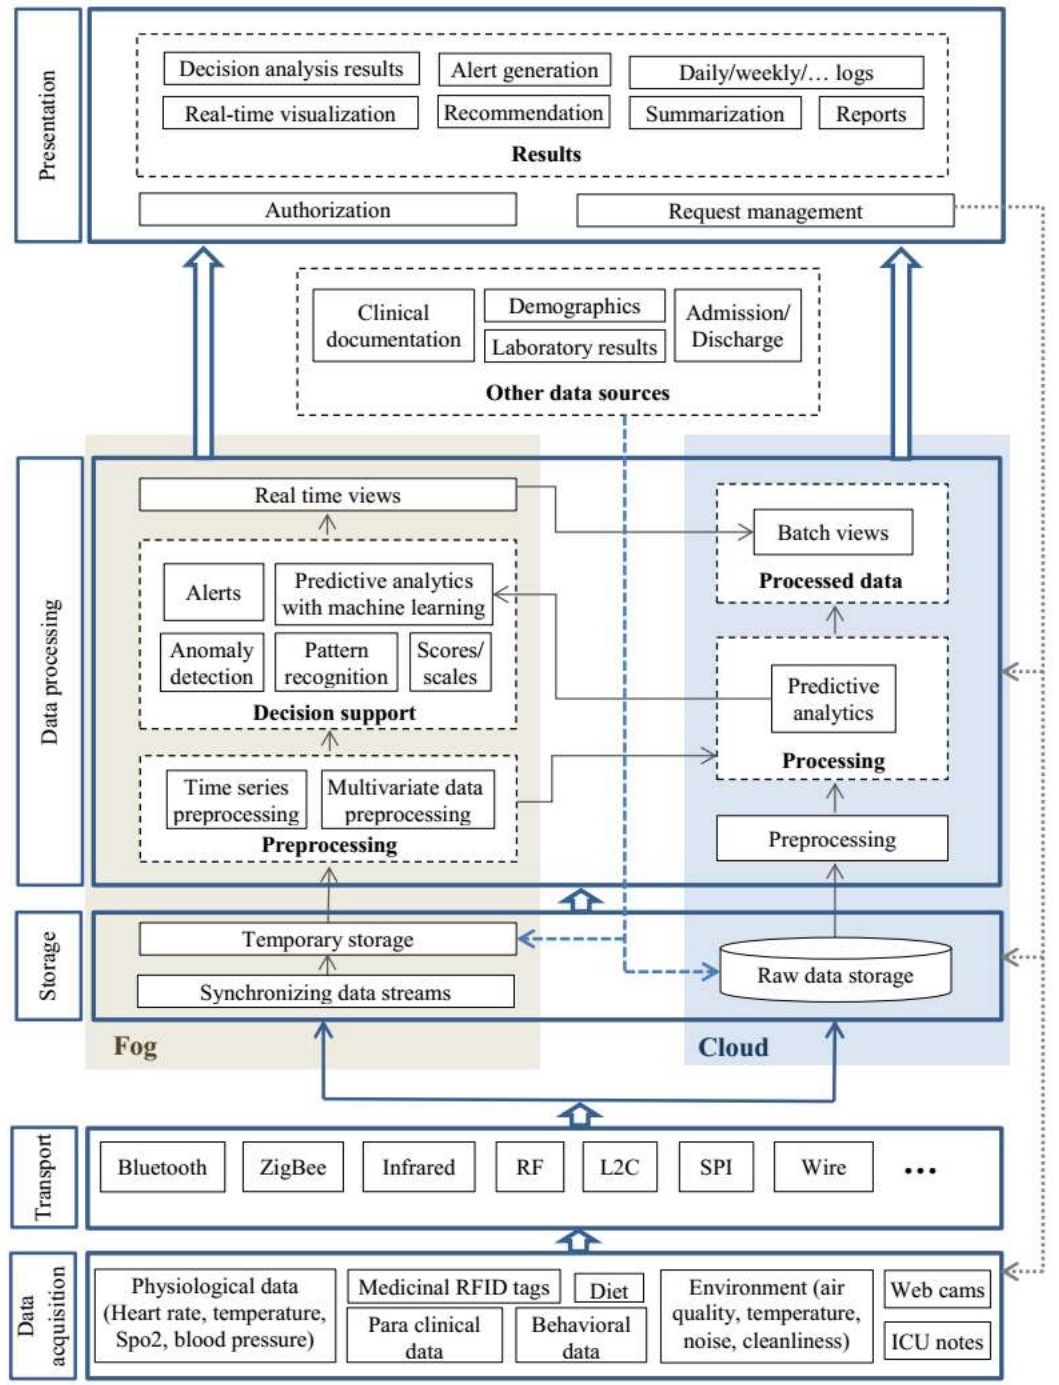 Presentation
Decision analysis results
Alert generation
Daily/weekly/… logs
Real-time visualization
Recommendation
Summarization
Reports
Results
Authorization
Request management
Clinical
documentation
Demographics
Laboratory results
Admission/
Discharge
Other data sources
Data processing
Real time views
Alerts
Predictive analytics
with machine learning
Anomaly
detection
Pattern
recognition
Scores/
scales
Decision support
Time series
preprocessing
Multivariate data
preprocessing
Preprocessing
Batch views
Processed data
Predictive
analytics
Processing
Preprocessing
Storage
Temporary storage
Synchronizing data streams
Raw data storage
Fog
Cloud
Transport
Bluetooth
ZigBee
Infrared
RF
L2C
SPI
Wire
...
Data
acquisition
Physiological data
(Heart rate, temperature,
Spo2, blood pressure)
Medicinal RFID tags
Diet
Para clinical
data
Behavioral
data
Environment (air
quality, temperature,
noise, cleanliness)
Web cams
ICU notes